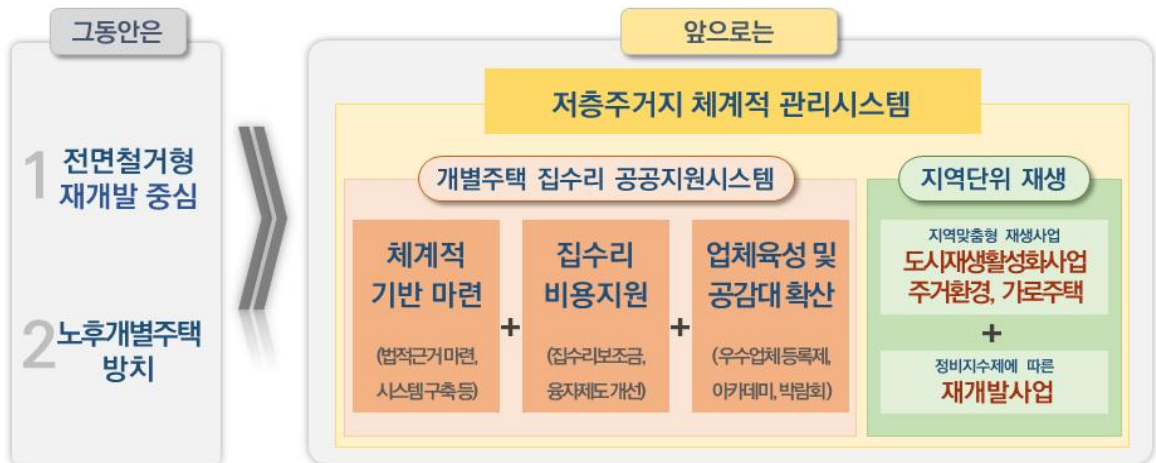 그동안은
1 전면철거형
재개발 중심
2 노후개별주택
방치
앞으로는
저층주거지 체계적 관리시스템
개별주택 집수리 공공지원시스템
체계적
기반 마련
(법적근거 마련,
시스템 구축 등)
+
집수리
비용지원
(집수리보조금,
융자제도 개선)
+
업체육성 및
공감대 확산
(우수업체 등록제,
아카데미, 박람회)
지역단위 재생
지역맞춤형 재생사업
도시재생활성화사업
주거환경, 가로주택
+
정비지수제에 따른
재개발사업